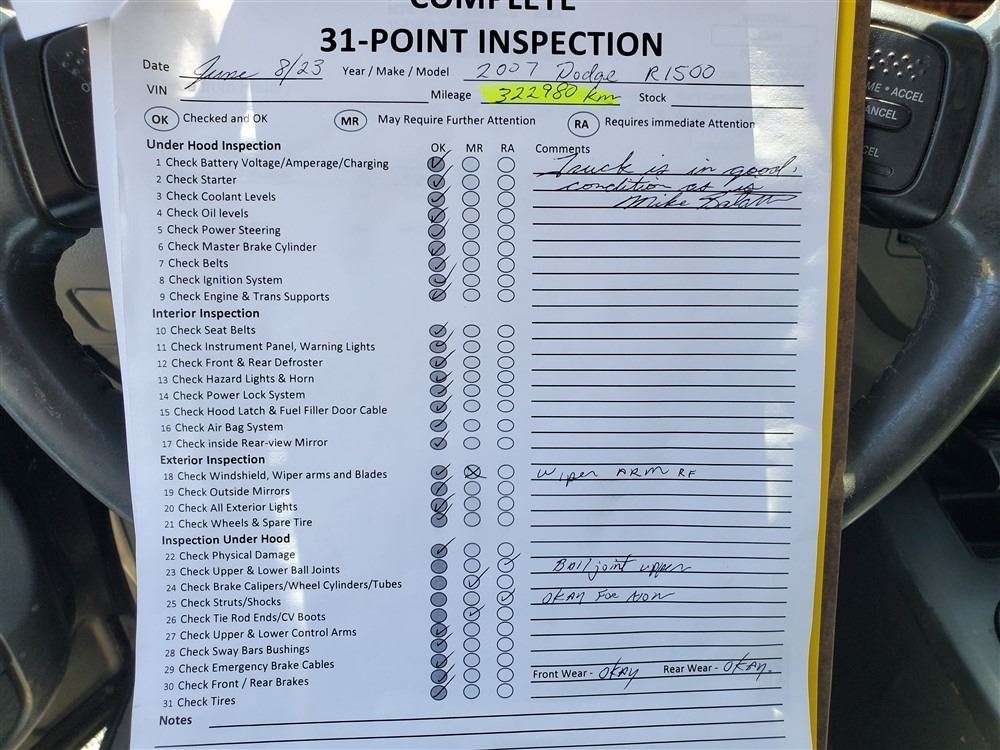 COMPLETE
31-POINT INSPECTION
Date June 8/23 Year / Make / Model 2007 Dodge R1500
VIN Mileage 322980 km Stock
OK Checked and OK MR May Require Further Attention RA Requires immediate Attention
Under Hood Inspection OK MR RA Comments
1 Check Battery Voltage/Amperage/Charging Truck is in good
2 Check Starter condition as is
3 Check Coolant Levels Mike
4 Check Oil levels
5 Check Power Steering
6 Check Master Brake Cylinder
7 Check Belts
8 Check Ignition System
9 Check Engine & Trans Supports
Interior Inspection
10 Check Seat Belts
11 Check Instrument Panel, Warning Lights
12 Check Front & Rear Defroster
13 Check Hazard Lights & Horn
14 Check Power Lock System
15 Check Hood Latch & Fuel Filler Door Cable
16 Check Air Bag System
17 Check inside Rear-view Mirror
Exterior Inspection
18 Check Windshield, Wiper arms and Blades Wiper ARM RF
19 Check Outside Mirrors
20 Check All Exterior Lights
21 Check Wheels & Spare Tire
Inspection Under Hood
22 Check Physical Damage
23 Check Upper & Lower Ball Joints Ball joint upper
24 Check Brake Calipers/Wheel Cylinders/Tubes
25 Check Struts/Shocks OKAY For Now
26 Check Tie Rod Ends/CV Boots
27 Check Upper & Lower Control Arms
28 Check Sway Bars Bushings
29 Check Emergency Brake Cables
30 Check Front / Rear Brakes Front Wear - OKAY Rear Wear - OKAY.
31 Check Tires
Notes
ACCEL
CANCEL